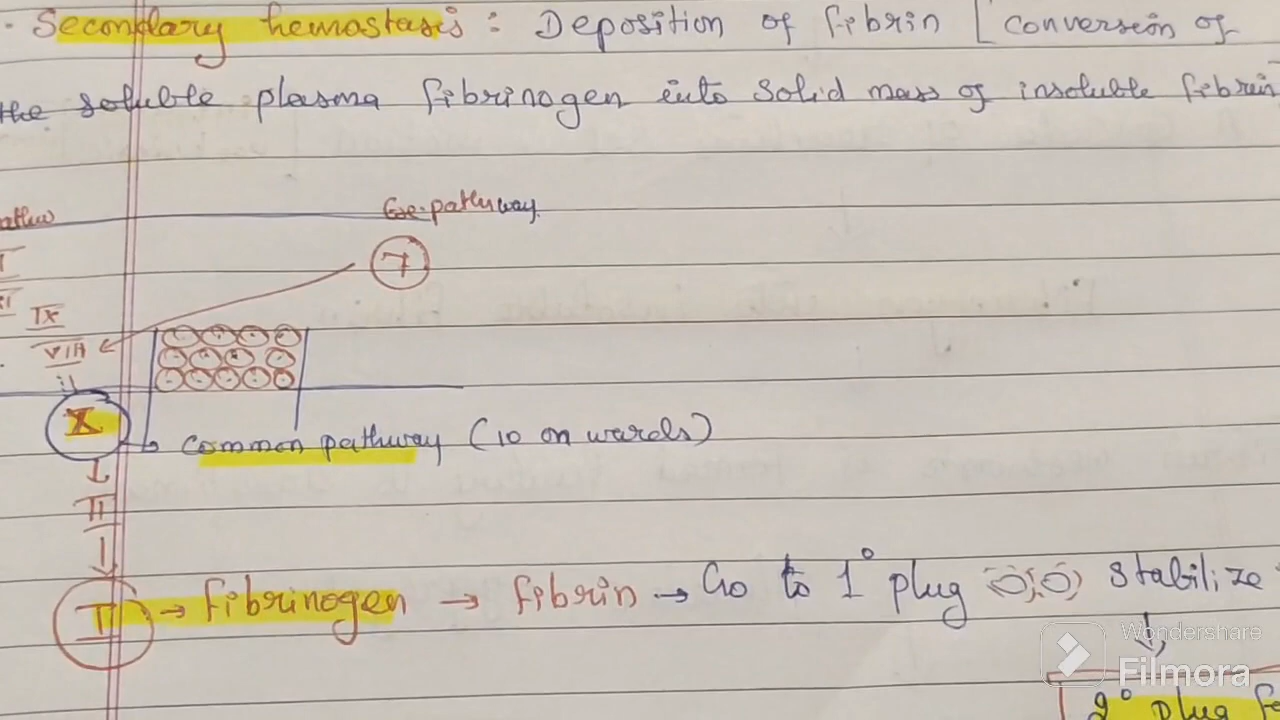 · Secondary hemostasis : Deposition of fibrin [ conversion of
the soluble plasma fibrinogen into solid mass of insoluble fibrin
Ex-pathway
7
IX
VIII
X
common pathway (10 on wards)
II
I → fibrinogen → fibrin → Go to 1° plug stabilize
Wondershare
Filmora
2° plug